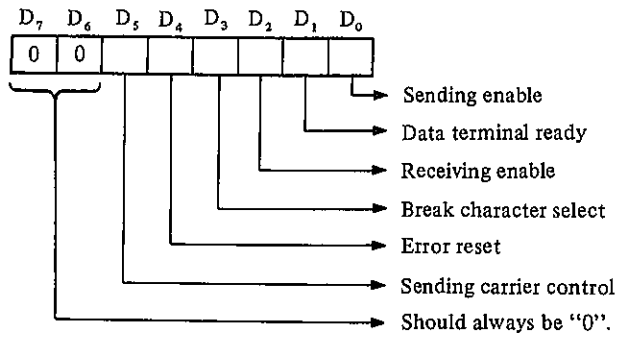 D₇ D₆ D₅ D₄ D₃ D₂ D₁ D₀
0 0
Sending enable
Data terminal ready
Receiving enable
Break character select
Error reset
Sending carrier control
Should always be “0”.